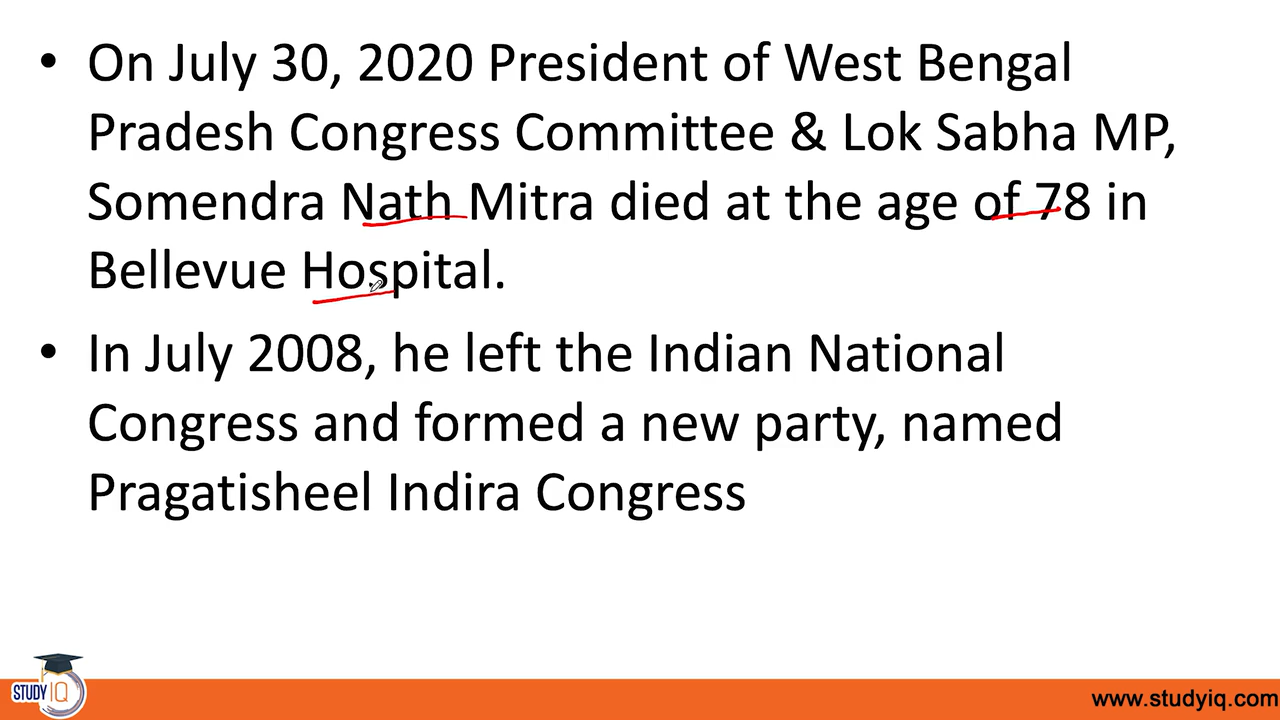 • On July 30, 2020 President of West Bengal
Pradesh Congress Committee & Lok Sabha MP,
Somendra Nath Mitra died at the age of 78 in
Bellevue Hospital.
• In July 2008, he left the Indian National
Congress and formed a new party, named
Pragatisheel Indira Congress
STUDY IQ
www.studyiq.com